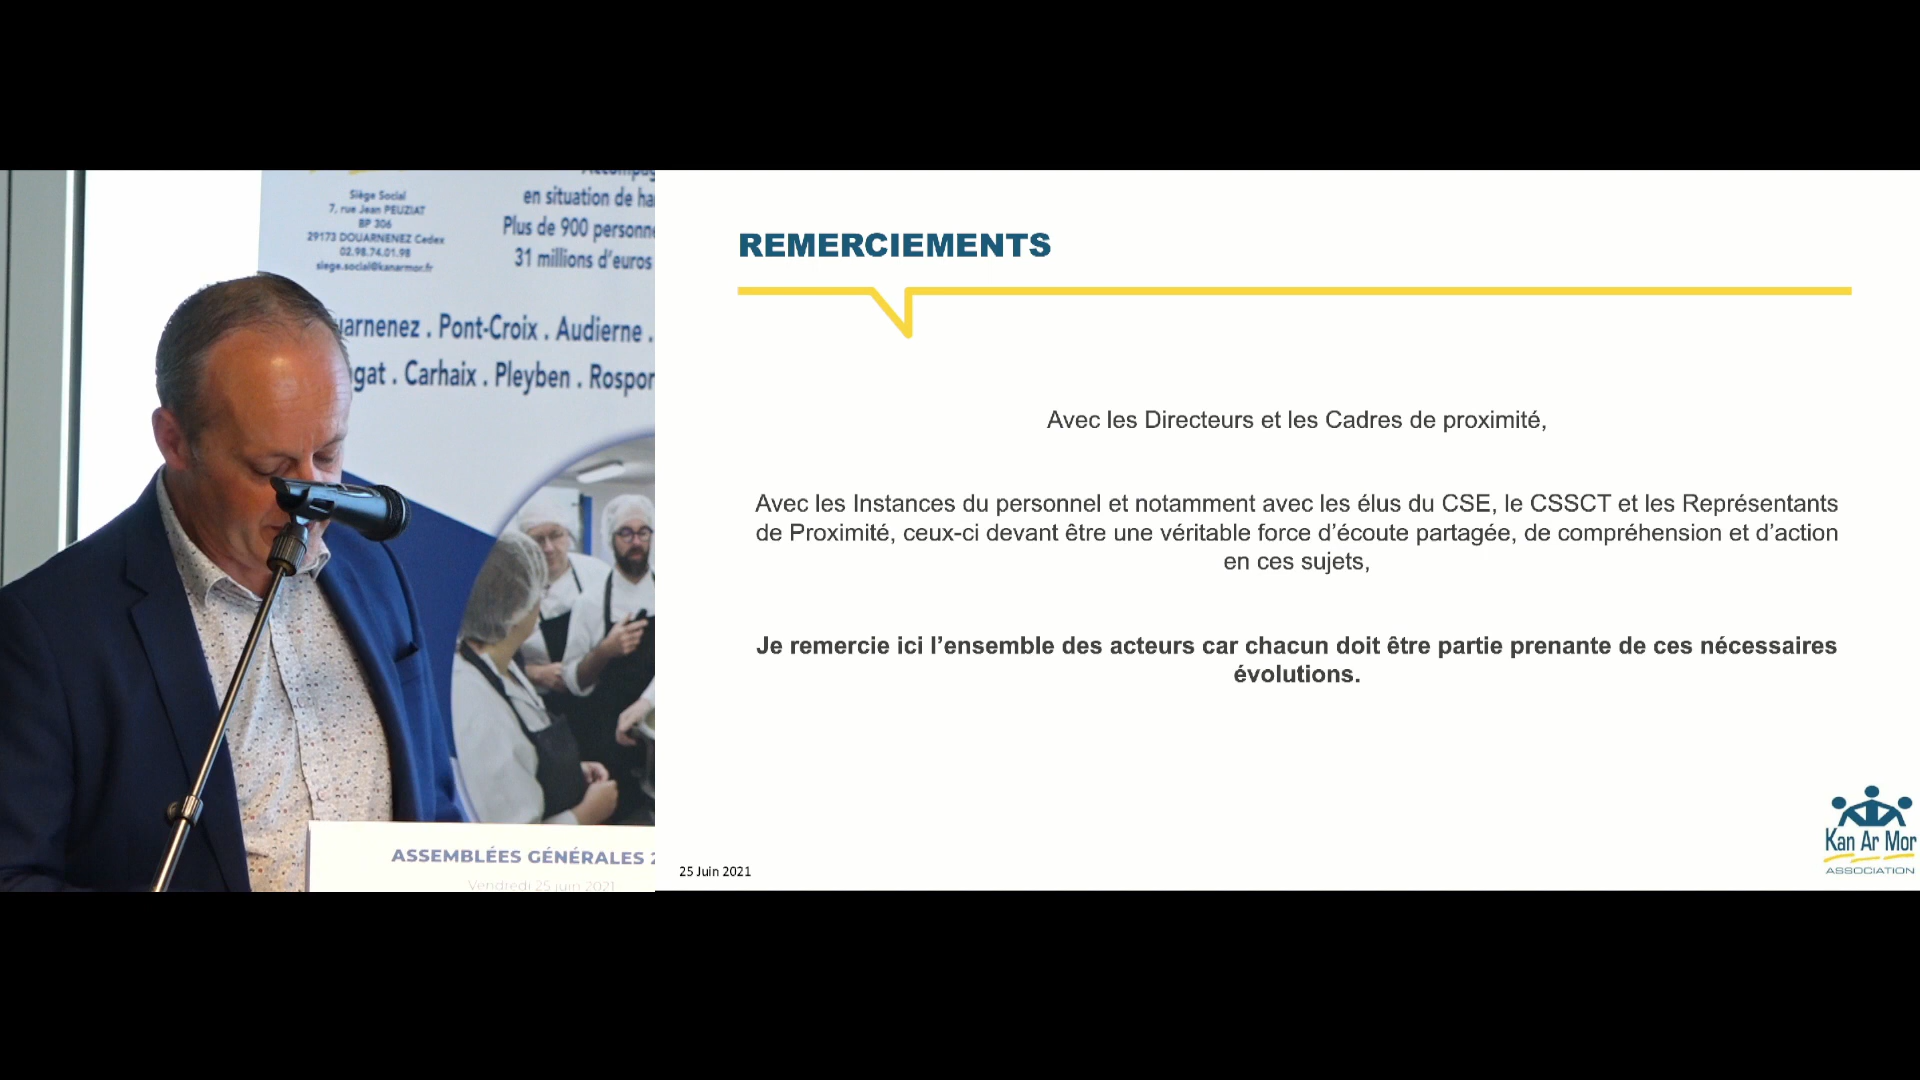 Siège Social
7, rue Jean PEUZIAT
BP 306
29173 DOUARNENEZ Cedex
02.98.74.01.98
siege.social@kanarmor.fr
en situation de
Plus de 900
31 millions d'euros
Pont-Croix . Audierne .
. Carhaix . Pleyben .
ASSEMBLÉES GÉNÉRALES
Vendredi 25 juin 2021
REMERCIEMENTS
Avec les Directeurs et les Cadres de proximité,
Avec les Instances du personnel et notamment avec les élus du CSE, le CSSCT et les Représentants
de Proximité, ceux-ci devant être une véritable force d’écoute partagée, de compréhension et d’action
en ces sujets,
Je remercie ici l’ensemble des acteurs car chacun doit être partie prenante de ces nécessaires
évolutions.
25 Juin 2021
Kan Ar Mor
ASSOCIATION